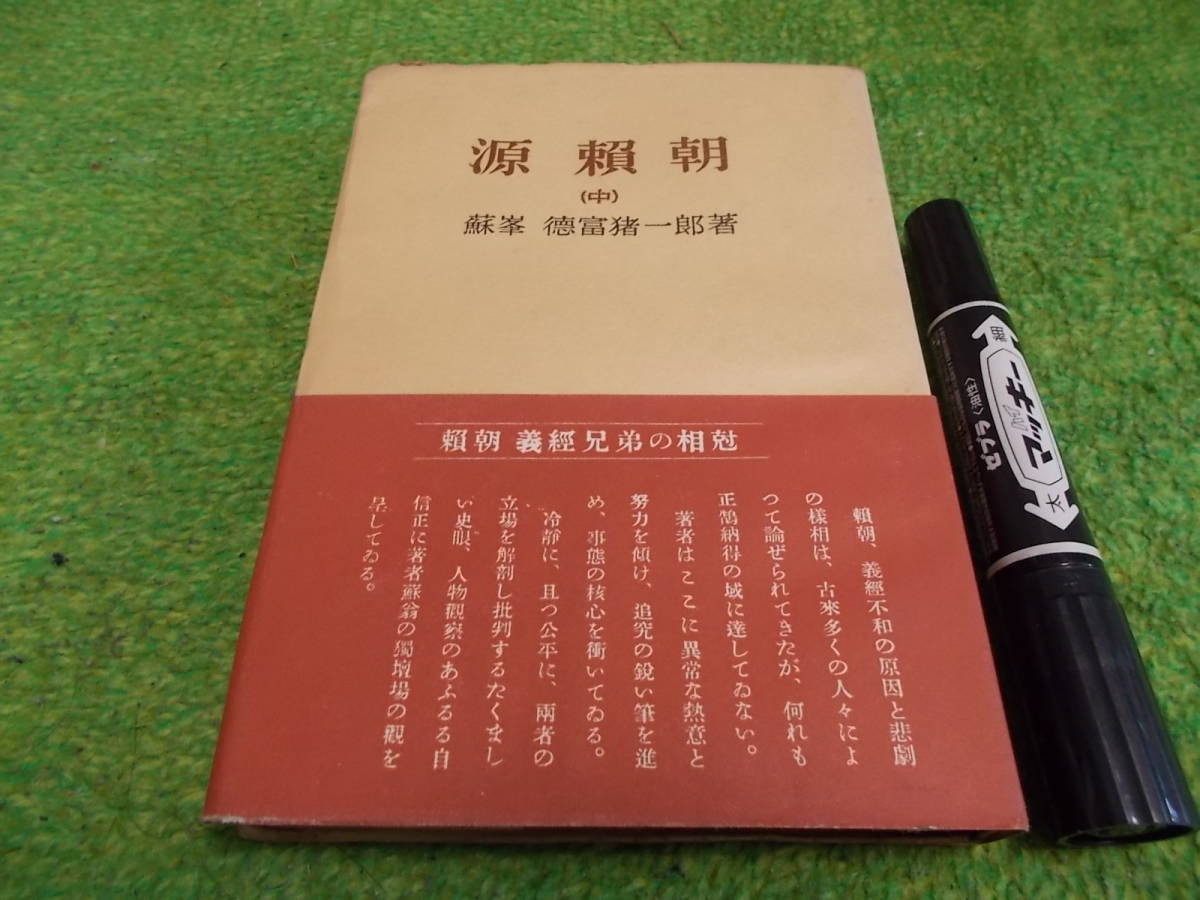 源 賴 朝
(中)
蘇峯 德富猪一郎著
賴朝 義經兄弟の相尅
賴朝、義經不和の原因と悲劇
の樣相は、古來多くの人々によ
つて論ぜられてきたが、何れも
正鵠納得の域に達してゐない。
著者はここに異常な熱意と
努力を傾け、追究の銳い筆を進
め、事態の核心を衝いてゐる。
冷靜に、且つ公平に、兩者の
立場を解剖し批判するたくまし
い史眼、人物觀察のあふるる自
信正に著者蘇翁の獨壇場の觀を
呈してゐる。
ゼブラ〈油性〉
黒
マッキー
太